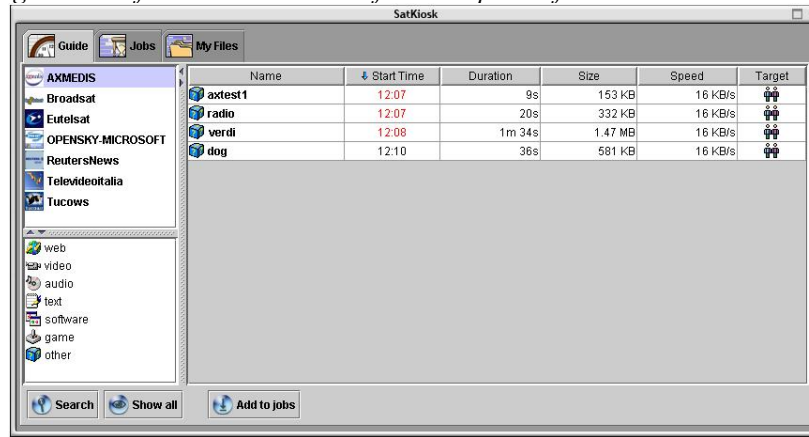 SatKiosk
Guide Jobs My Files
AXMEDIS
Broadsat
Eutelsat
OPENSKY-MICROSOFT
ReutersNews
Televideoitalia
Tucows
web
video
audio
text
software
game
other
Name Start Time Duration Size Speed Target
axtest1 12:07 9s 153 KB 16 KB/s
radio 12:07 20s 332 KB 16 KB/s
verdi 12:08 1m 34s 1.47 MB 16 KB/s
dog 12:10 36s 581 KB 16 KB/s
Search Show all Add to jobs